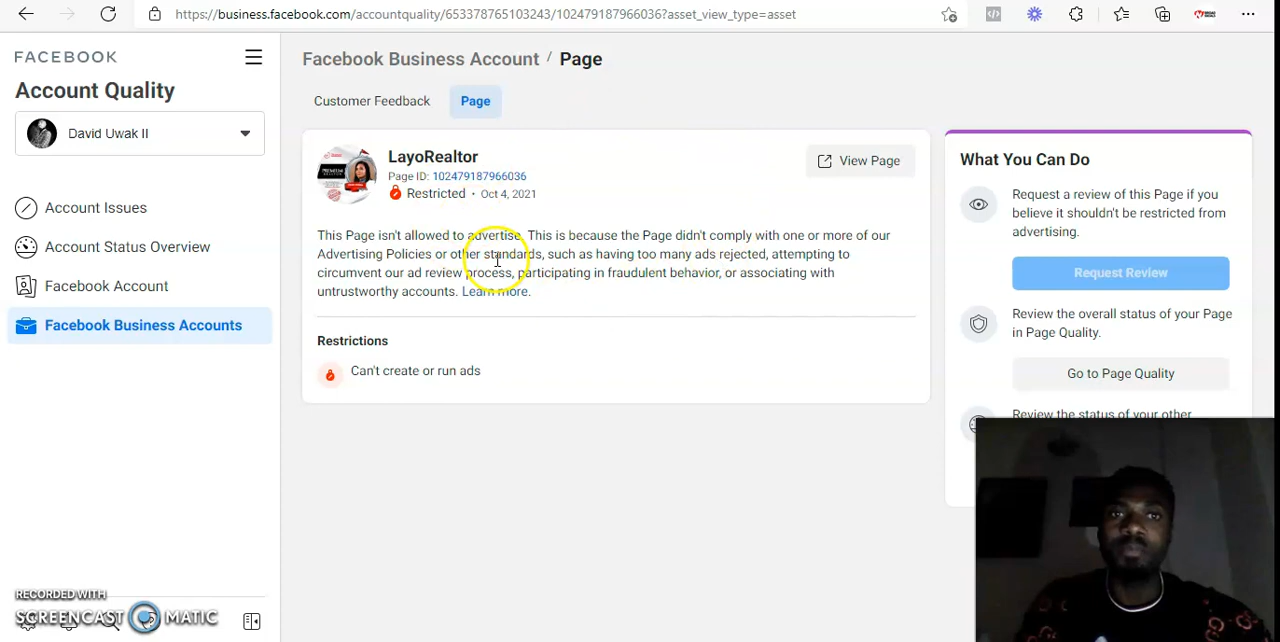 https://business.facebook.com/accountquality/653378765103243/102479187966036?asset_view_type=asset
FACEBOOK
Account Quality
David Uwak II
Account Issues
Account Status Overview
Facebook Account
Facebook Business Accounts
Facebook Business Account / Page
Customer Feedback
Page
LayoRealtor
Page ID: 102479187966036
Restricted · Oct 4, 2021
View Page
This Page isn't allowed to advertise. This is because the Page didn't comply with one or more of our
Advertising Policies or other standards, such as having too many ads rejected, attempting to
circumvent our ad review process, participating in fraudulent behavior, or associating with
untrustworthy accounts. Learn more.
Restrictions
Can't create or run ads
What You Can Do
Request a review of this Page if you
believe it shouldn't be restricted from
advertising.
Request Review
Review the overall status of your Page
in Page Quality.
Go to Page Quality
Review the status of your other
RECORDED WITH
SCREENCAST MATIC